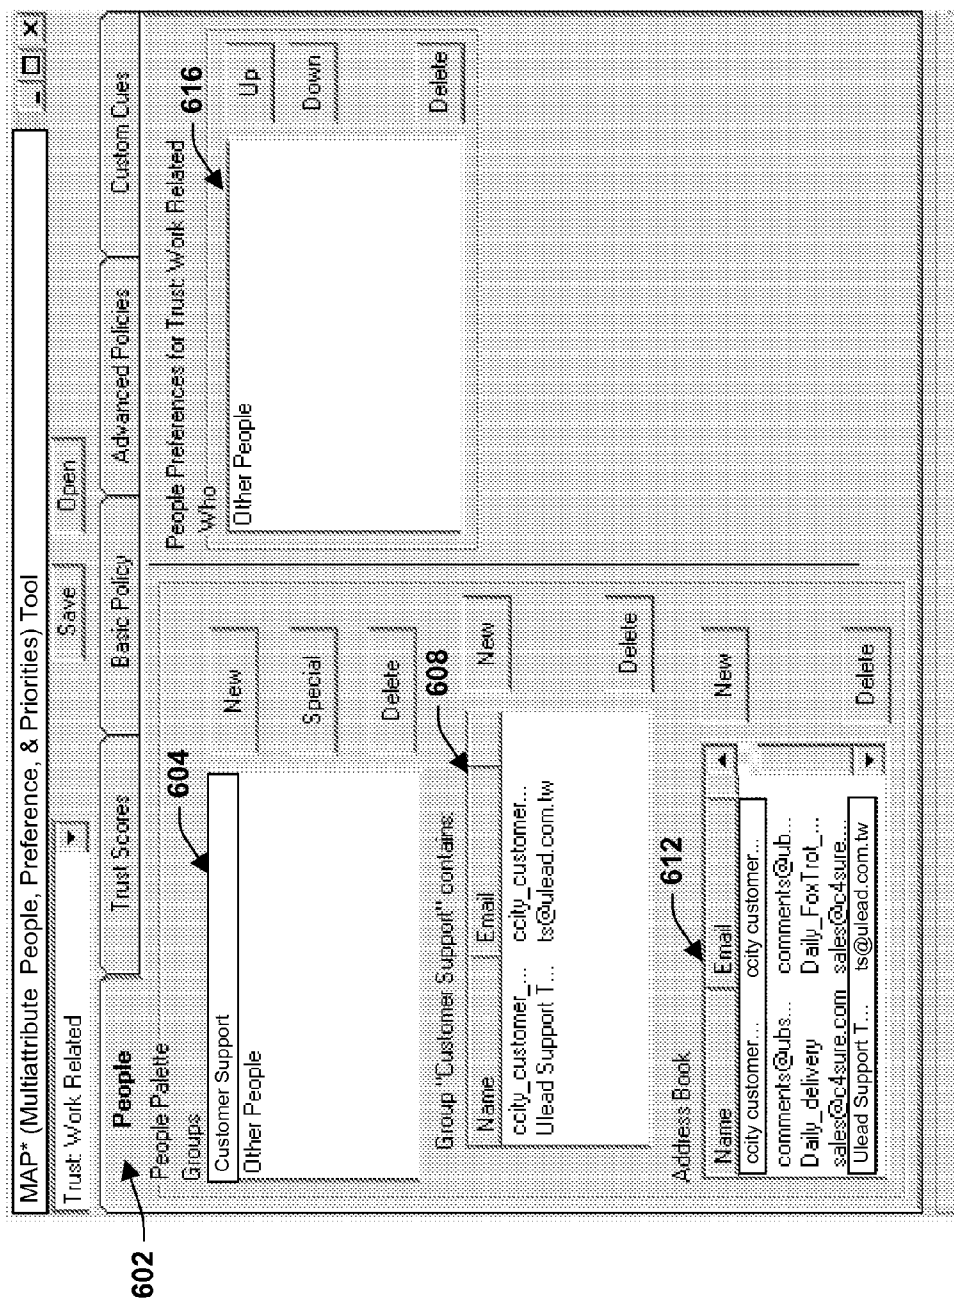 MAP* (Multiattribute People, Preference, & Priorities) Tool
Trust: Work Related Save Open
People Trust Scores Basic Policy Advanced Policies Custom Cues
602
People Palette
Groups
Customer Support
Other People
604
New
Special
Delete
Group "Customer Support" contains:
608
Name Email
ccity_customer_... ccity_customer...
Ulead Support T... ts@ulead.com.tw
New
Delete
Address Book
612
Name Email
ccity customer... ccity customer...
comments@ubs... comments@ub...
Daily_delivery Daily_FoxTrot_...
sales@c4sure.com sales@c4sure....
Ulead Support T... ts@ulead.com.tw
New
Delete
People Preferences for Trust: Work Related
616
Who
Other People
Up
Down
Delete